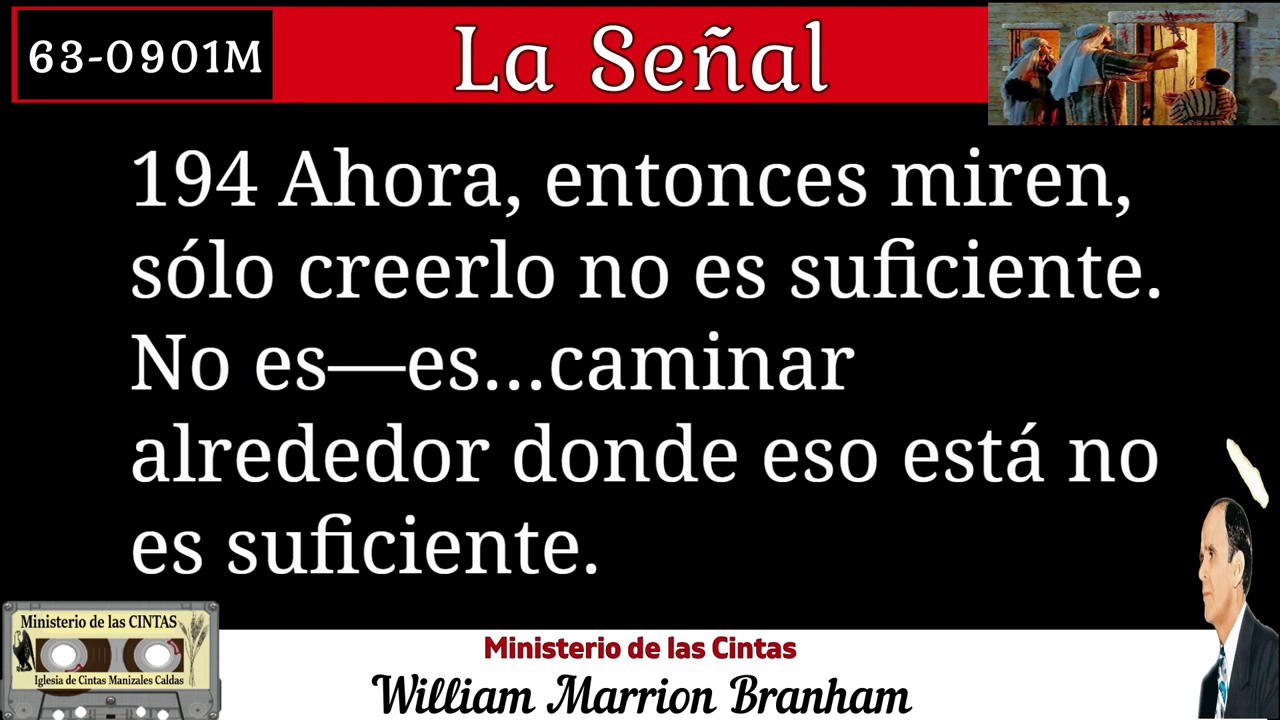 63-0901M
La Señal
194 Ahora, entonces miren,
sólo creerlo no es suficiente.
No es—es...caminar
alrededor donde eso está no
es suficiente.
Ministerio de las CINTAS
Iglesia de Cintas Manizales Caldas
Ministerio de las Cintas
William Marrion Branham